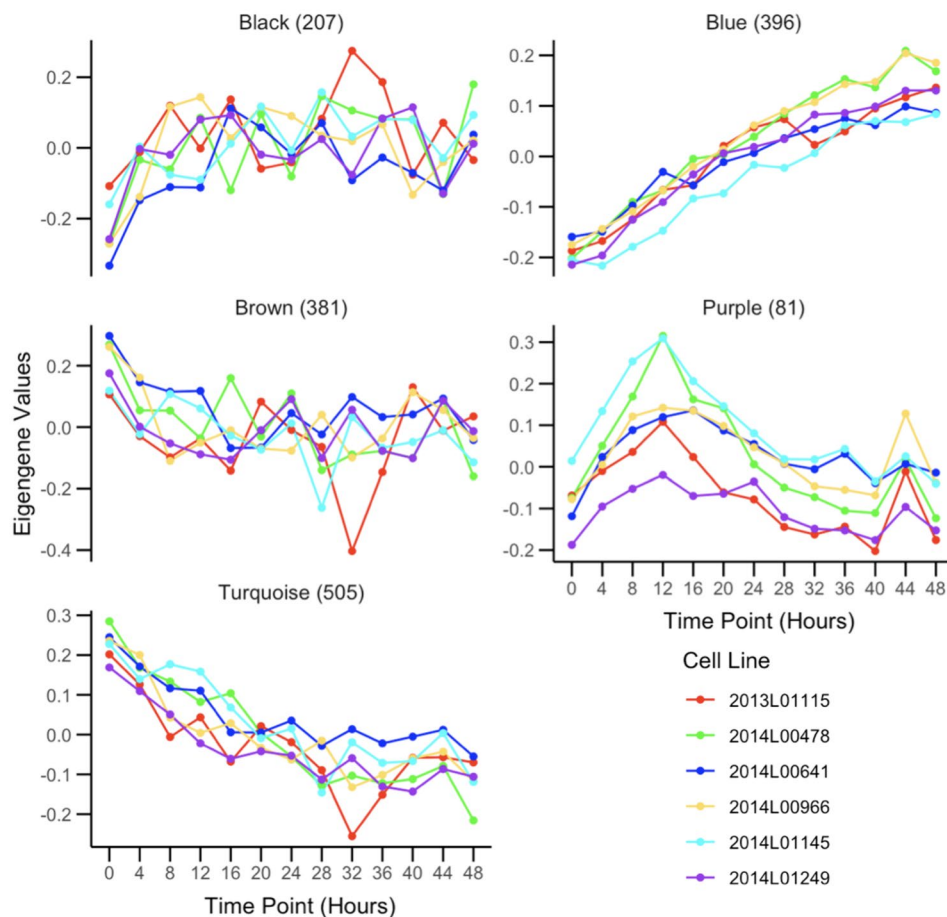 Black (207)
0.2
0.0
-0.2
Blue (396)
0.2
0.1
0.0
-0.1
-0.2
Eigengene Values
Brown (381)
0.2
0.0
-0.2
-0.4
Purple (81)
0.3
0.2
0.1
0.0
-0.1
-0.2
0 4 8 12 16 20 24 28 32 36 40 44 48
Time Point (Hours)
Turquoise (505)
0.3
0.2
0.1
0.0
-0.1
-0.2
0 4 8 12 16 20 24 28 32 36 40 44 48
Time Point (Hours)
Cell Line
2013L01115
2014L00478
2014L00641
2014L00966
2014L01145
2014L01249